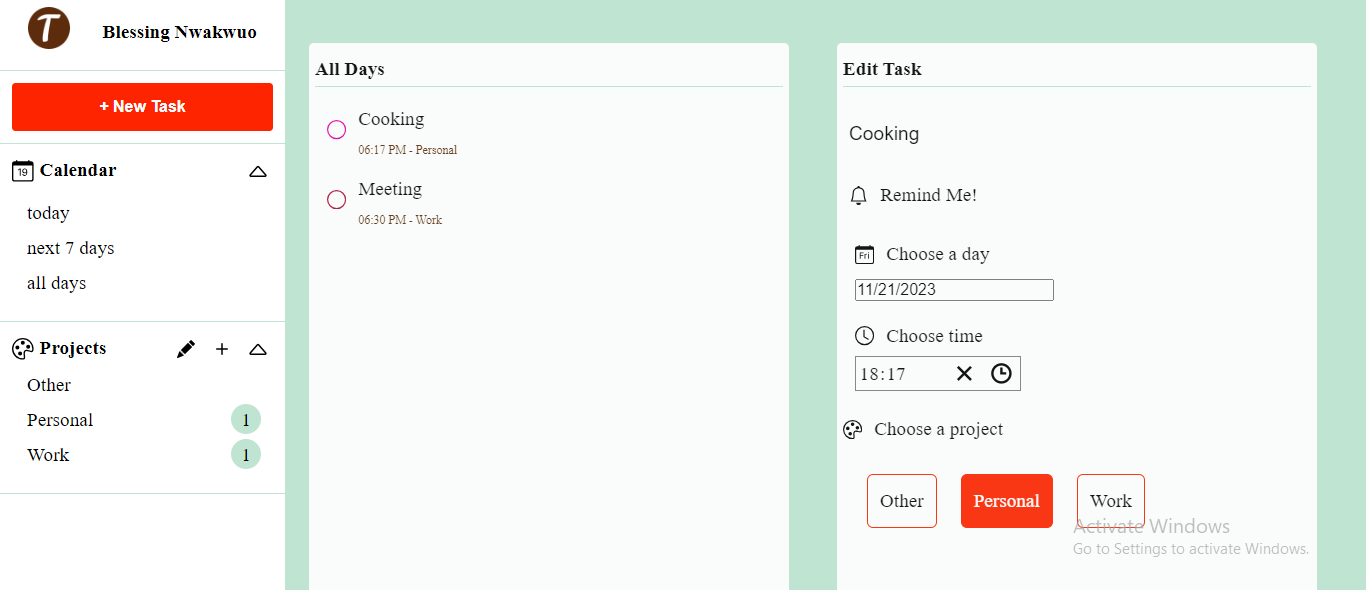 T
Blessing Nwakwuo
+ New Task
19
Calendar
today
next 7 days
all days
Projects
Other
Personal 1
Work 1
All Days
Cooking
06:17 PM - Personal
Meeting
06:30 PM - Work
Edit Task
Cooking
Remind Me!
Fri
Choose a day
11/21/2023
Choose time
18:17
Choose a project
Other Personal Work
Activate Windows
Go to Settings to activate Windows.